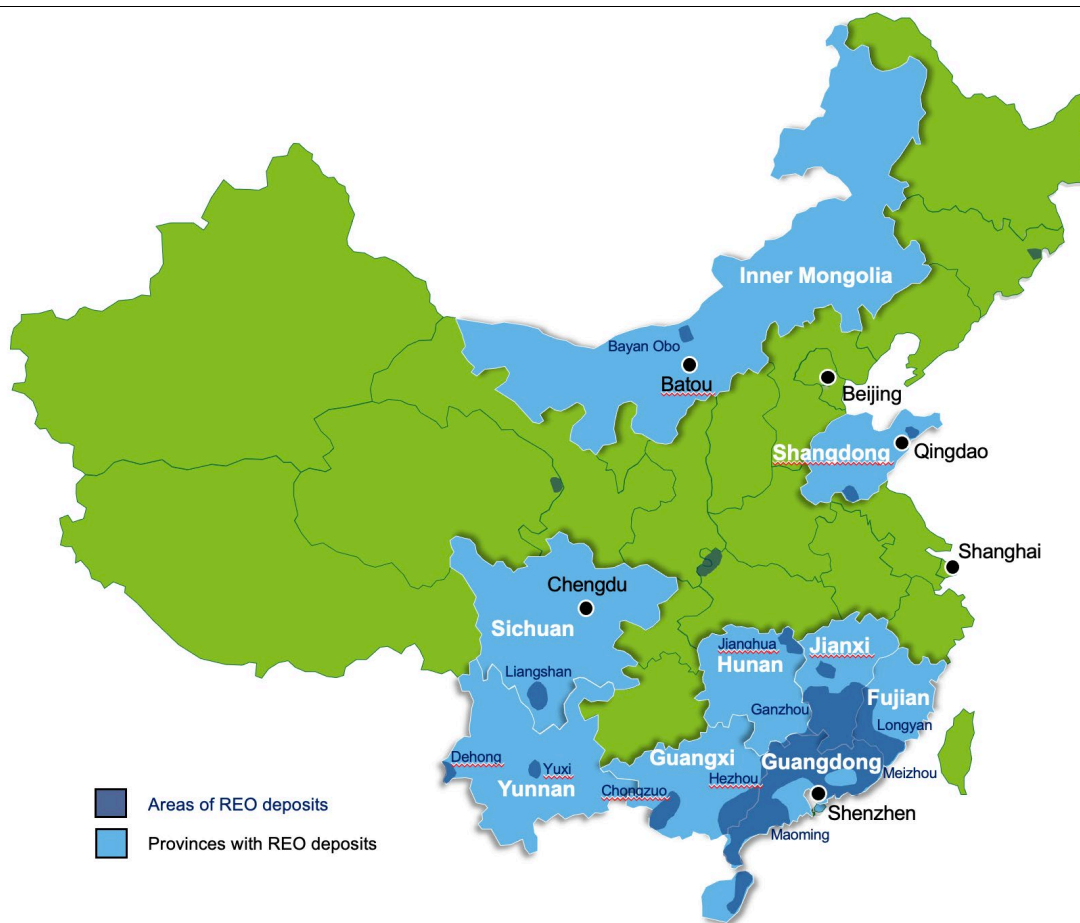 Inner Mongolia
Bayan Obo
Batou
Beijing
Shangdong
Qingdao
Shanghai
Chengdu
Sichuan
Jianghua
Hunan
Jianxi
Liangshan
Fujian
Ganzhou
Longyan
Dehong
Yuxi
Yunnan
Guangxi
Guangdong
Hezhou
Meizhou
Chongzuo
Shenzhen
Maoming
Areas of REO deposits
Provinces with REO deposits